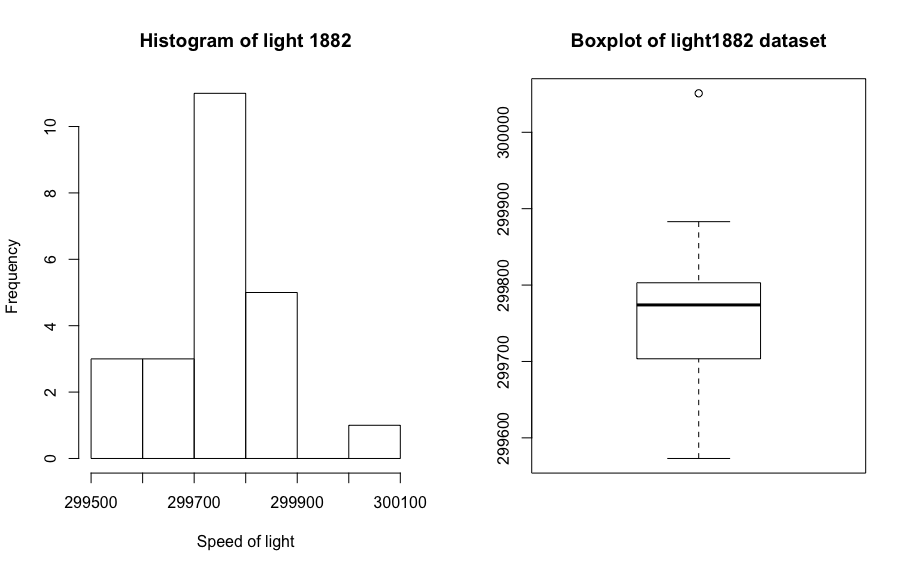 Histogram of light 1882
Frequency
0
2
4
6
8
10
299500 299700 299900 300100
Speed of light
Boxplot of light1882 dataset
299600
299700
299800
299900
300000